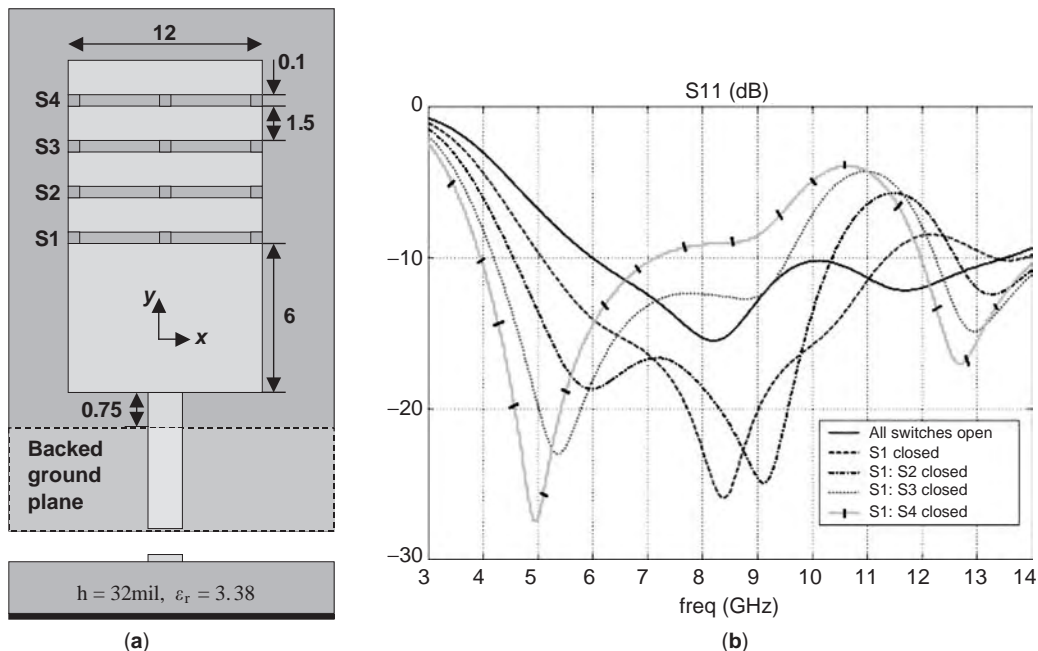 12
0.1
S4
1.5
S3
S2
S1
y
x
6
0.75
Backed
ground
plane
h = 32mil, εr = 3.38
(a)
S11 (dB)
0
−10
−20
−30
3 4 5 6 7 8 9 10 11 12 13 14
freq (GHz)
All switches open
S1 closed
S1: S2 closed
S1: S3 closed
S1: S4 closed
(b)